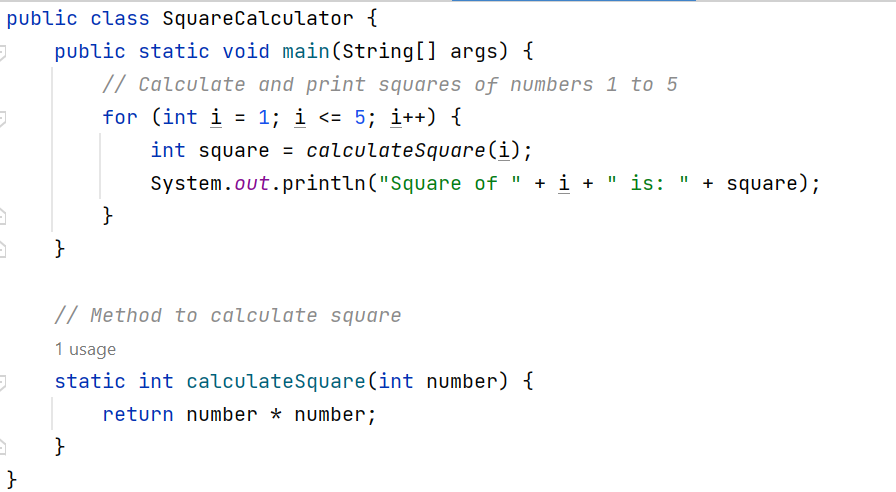 public class SquareCalculator {
    public static void main(String[] args) {
        // Calculate and print squares of numbers 1 to 5
        for (int i = 1; i <= 5; i++) {
            int square = calculateSquare(i);
            System.out.println("Square of " + i + " is: " + square);
        }
    }

    // Method to calculate square
    1 usage
    static int calculateSquare(int number) {
        return number * number;
    }
}